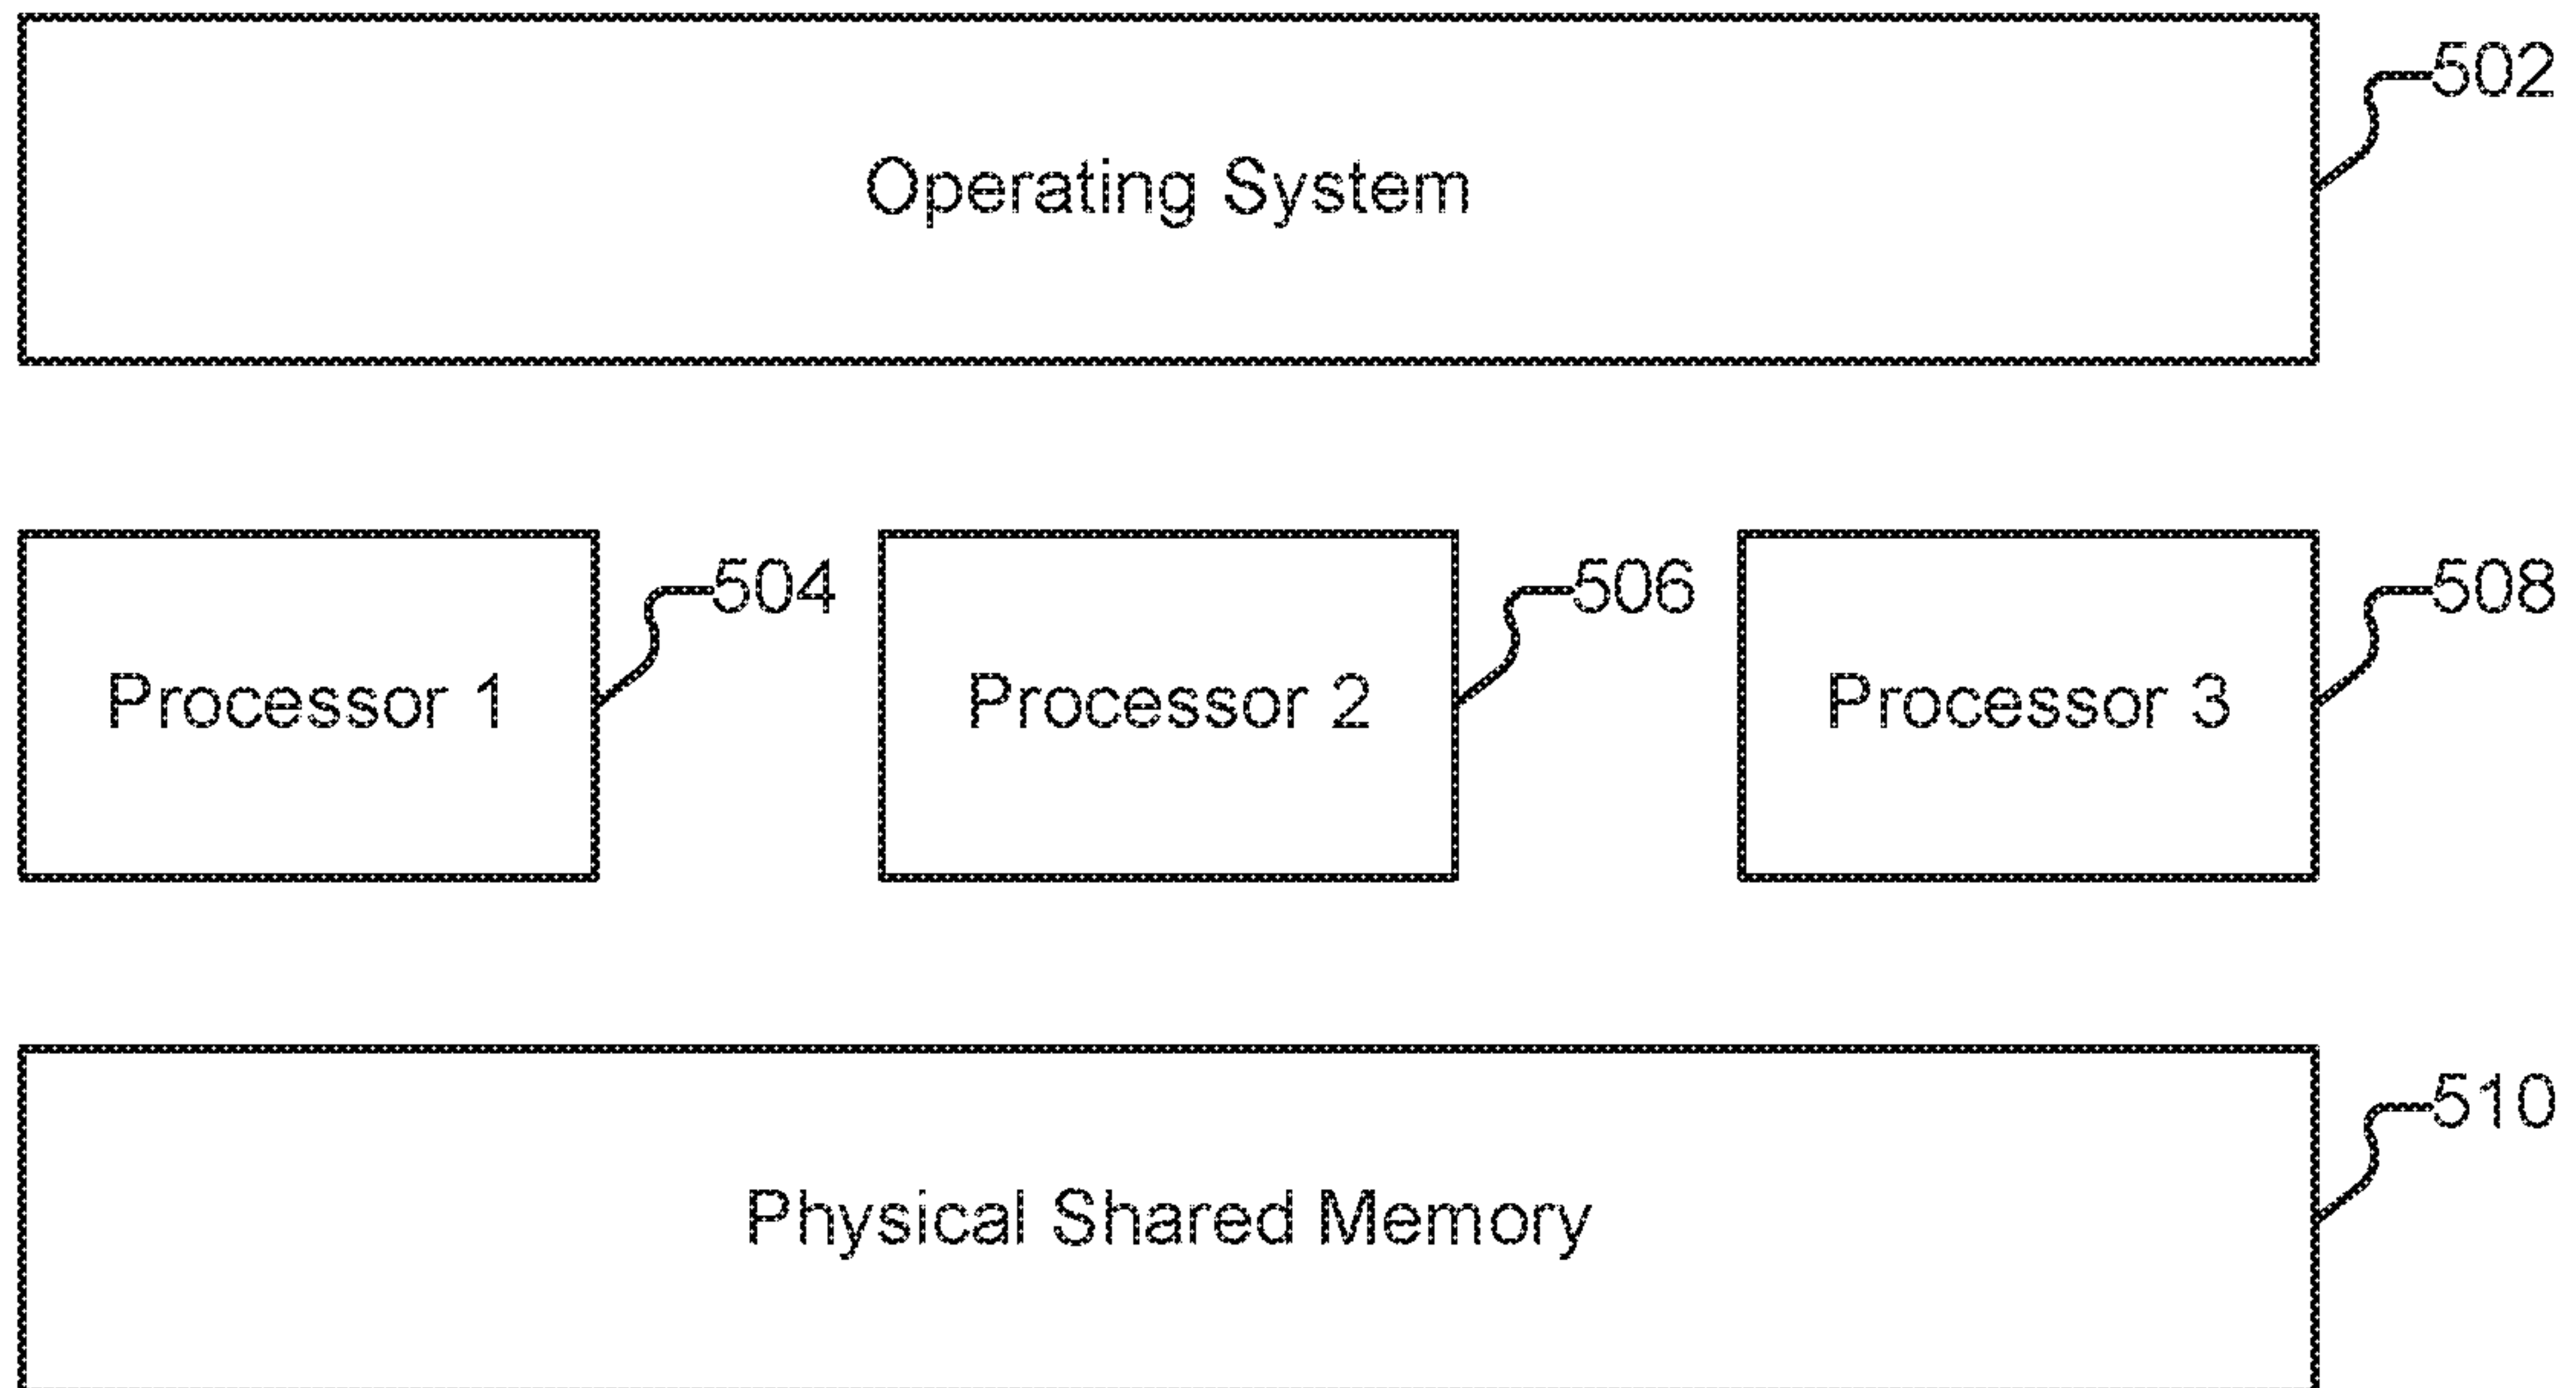 502
Operating System
504
506
508
Processor 1
Processor 2
Processor 3
510
Physical Shared Memory